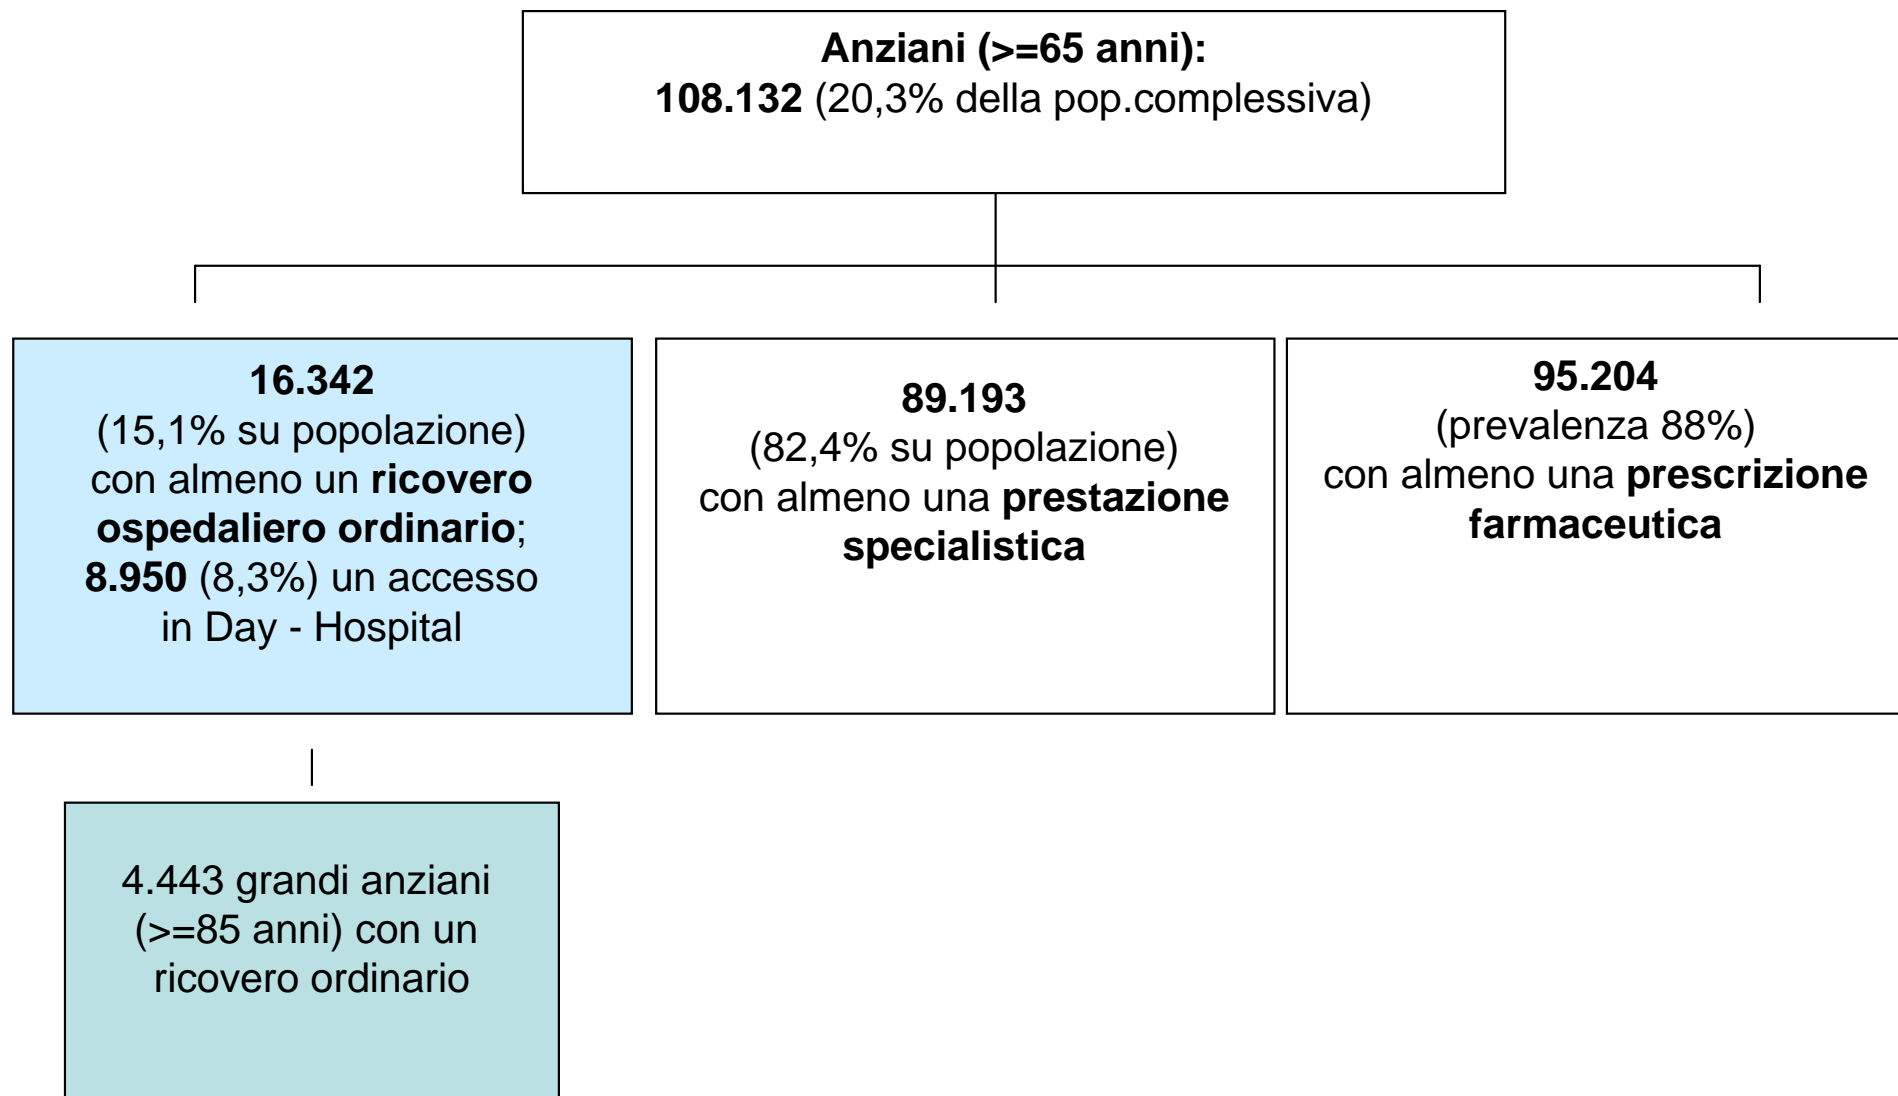 Anziani (>=65 anni):
108.132 (20,3% della pop.complessiva)
16.342
(15,1% su popolazione)
con almeno un ricovero
ospedaliero ordinario;
8.950 (8,3%) un accesso
in Day - Hospital
89.193
(82,4% su popolazione)
con almeno una prestazione
specialistica
95.204
(prevalenza 88%)
con almeno una prescrizione
farmaceutica
4.443 grandi anziani
(>=85 anni) con un
ricovero ordinario